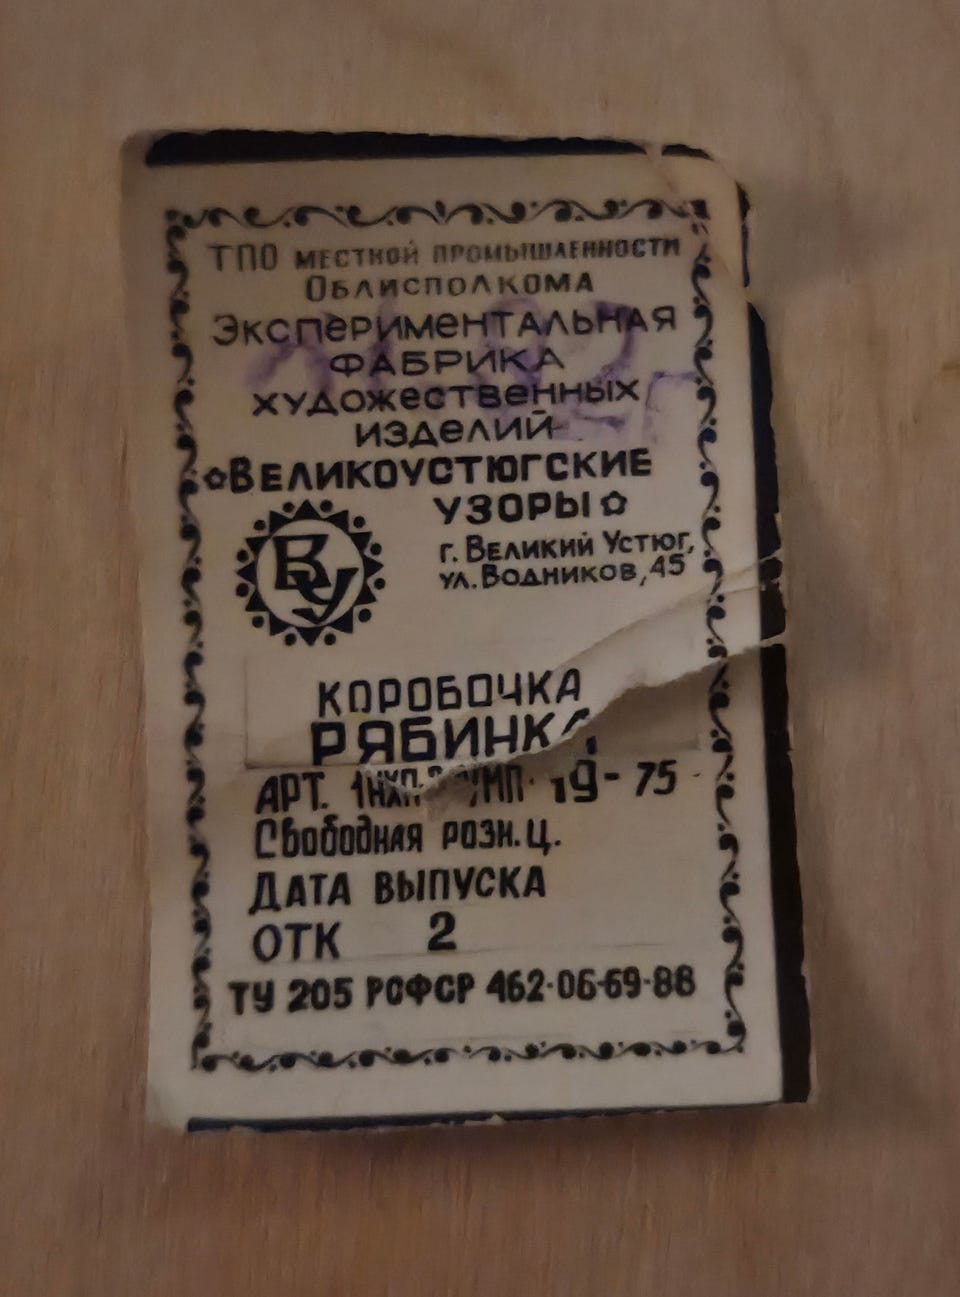 ТПО МЕСТНОЙ ПРОМЫШЛЕННОСТИ
ОБЛИСПОЛКОМА
ЭКСПЕРИМЕНТАЛЬНАЯ
ФАБРИКА
ХУДОЖЕСТВЕННЫХ
ИЗДЕЛИЙ
ВЕЛИКОУСТЮГСКИЕ
УЗОРЫ
г. ВЕЛИКИЙ УСТЮГ,
ул. ВОДНИКОВ, 45
ВУ
КОРОБОЧКА
РЯБИНКА
АРТ. 19-75
Свободная розн. ц.
ДАТА ВЫПУСКА
ОТК 2
ТУ 205 РСФСР 462-06-69-88